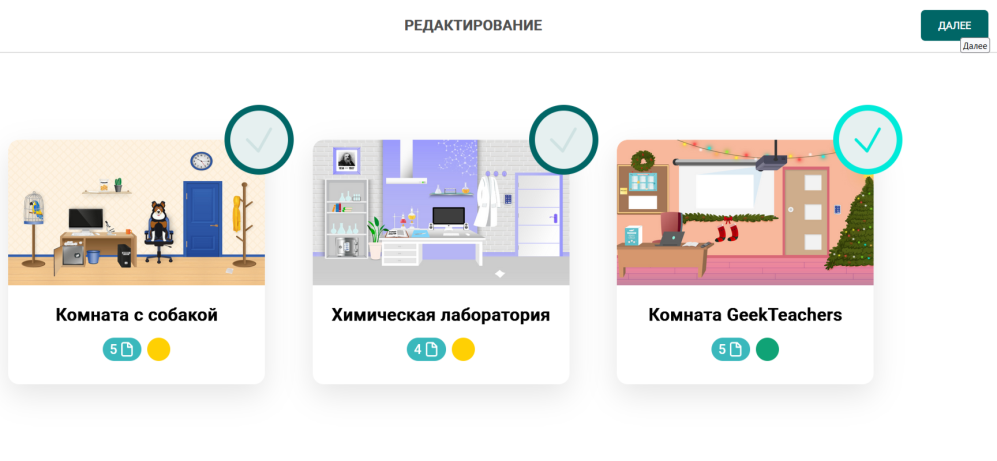 РЕДАКТИРОВАНИЕ
ДАЛЕЕ
Далее
Комната с собакой
5
Химическая лаборатория
4
Комната GeekTeachers
5